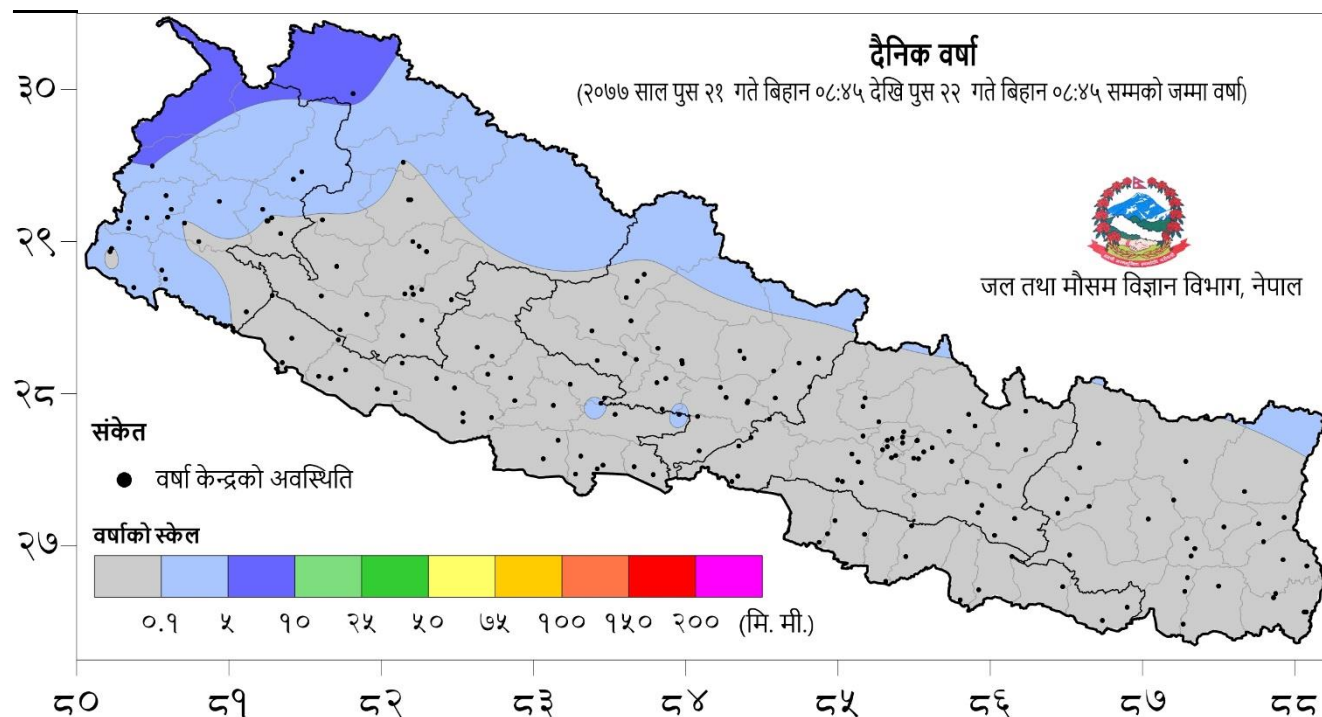 दैनिक वर्षा
(२०७७ साल पुस २१ गते बिहान ०८:४५ देखि पुस २२ गते बिहान ०८:४५ सम्मको जम्मा वर्षा)
जल तथा मौसम विज्ञान विभाग, नेपाल
३०
२९
२८
२७
संकेत
वर्षा केन्द्रको अवस्थिति
वर्षाको स्केल
०.१ ५ १० २५ ५० ७५ १०० १५० २०० (मि. मी.)
८० ८१ ८२ ८३ ८४ ८५ ८६ ८७ ८८